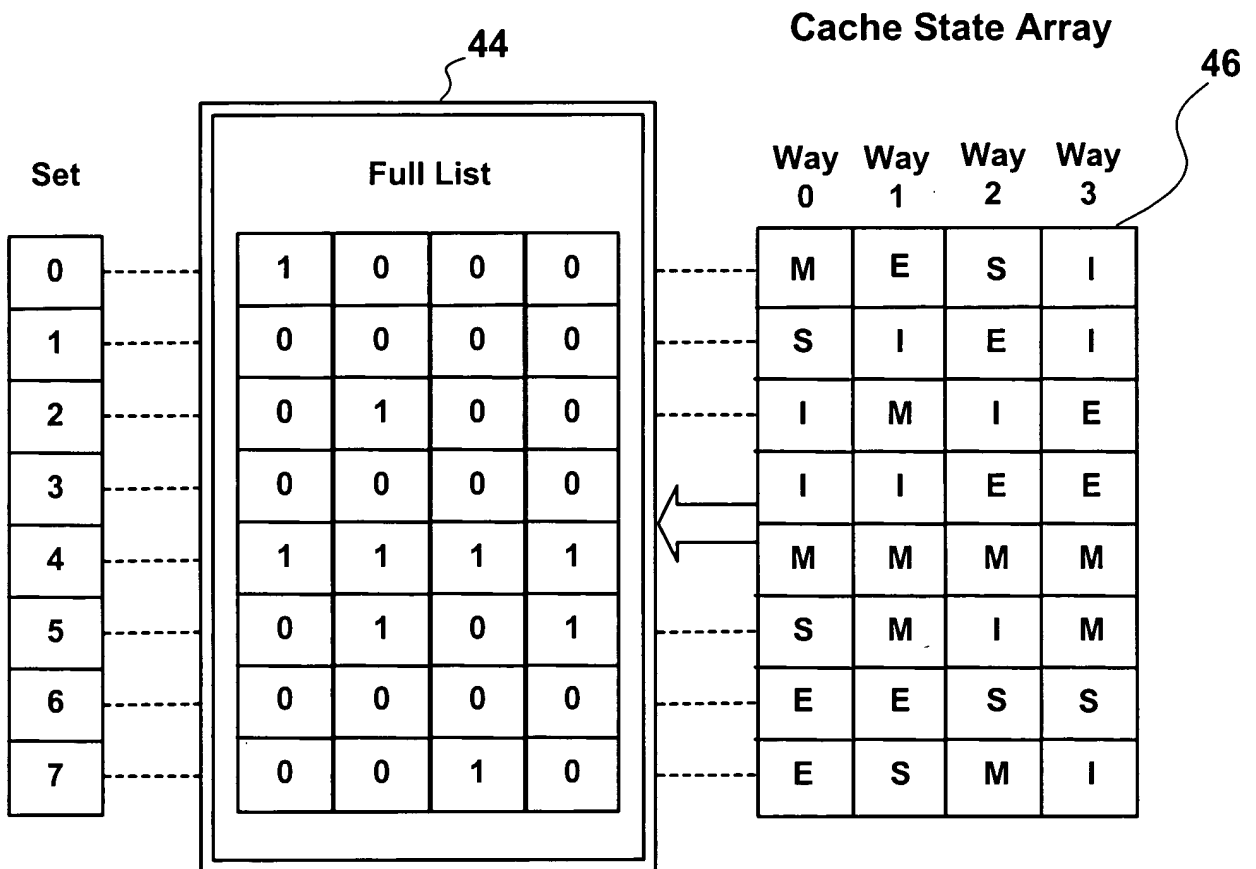 Cache State Array
44
46
Set
Full List
Way Way Way Way
0 1 2 3
0 1 0 0 0 M E S I
1 0 0 0 0 S I E I
2 0 1 0 0 I M I E
3 0 0 0 0 I I E E
4 1 1 1 1 M M M M
5 0 1 0 1 S M I M
6 0 0 0 0 E E S S
7 0 0 1 0 E S M I